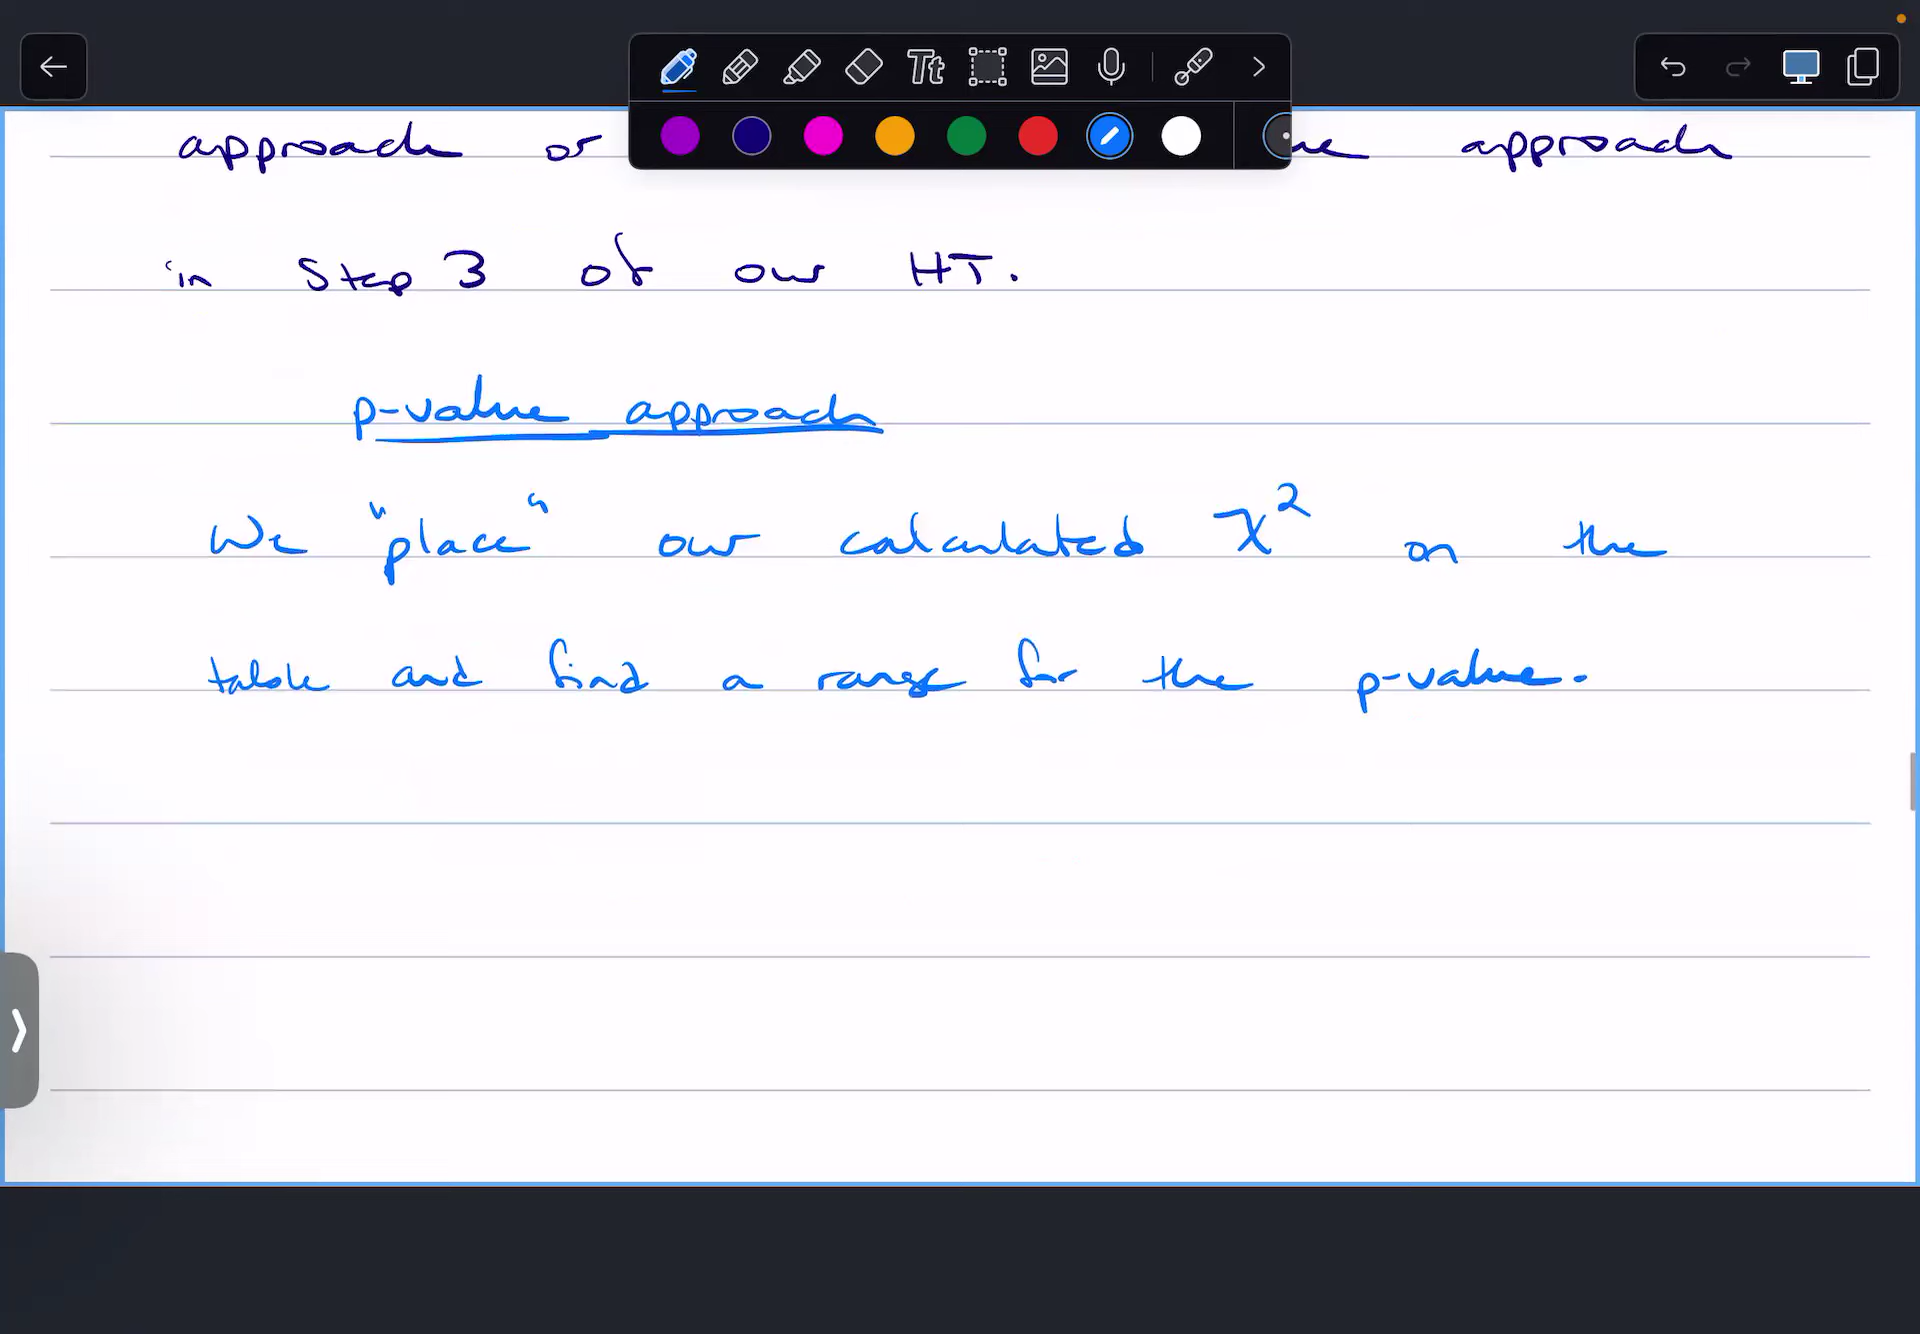 approach or ue approach
in Step 3 of our HT.
p-value approach
We "place" our calculated χ² on the
table and find a range for the p-value.